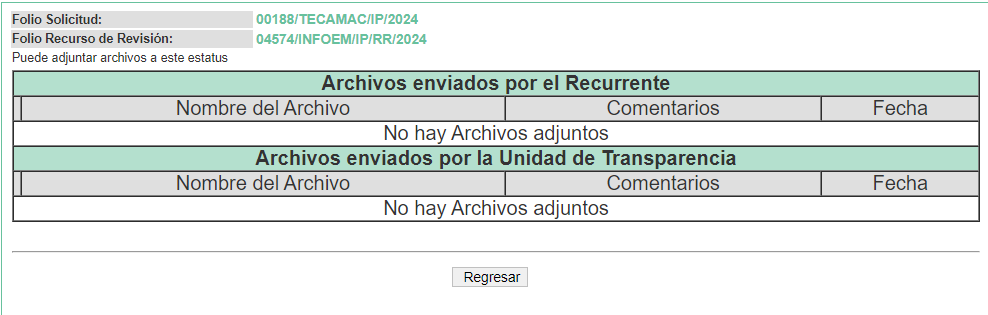 Folio Solicitud: 00188/TECAMAC/IP/2024
Folio Recurso de Revisión: 04574/INFOEM/IP/RR/2024
Puede adjuntar archivos a este estatus
Archivos enviados por el Recurrente
Nombre del Archivo Comentarios Fecha
No hay Archivos adjuntos
Archivos enviados por la Unidad de Transparencia
Nombre del Archivo Comentarios Fecha
No hay Archivos adjuntos
Regresar